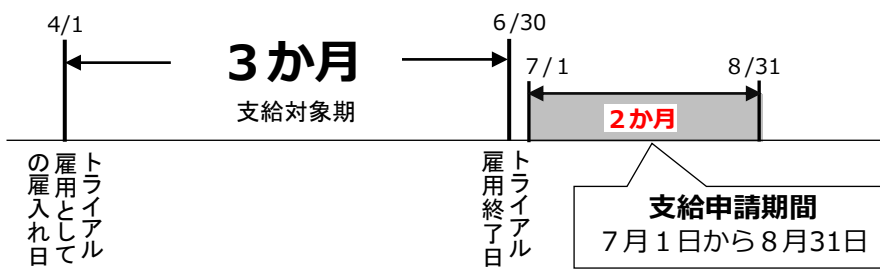 4/1
6/30
7/1
8/31
３か月
支給対象期
２か月
トライアル
雇用として
の雇入れ日
トライアル
雇用終了日
支給申請期間
７月１日から８月31日